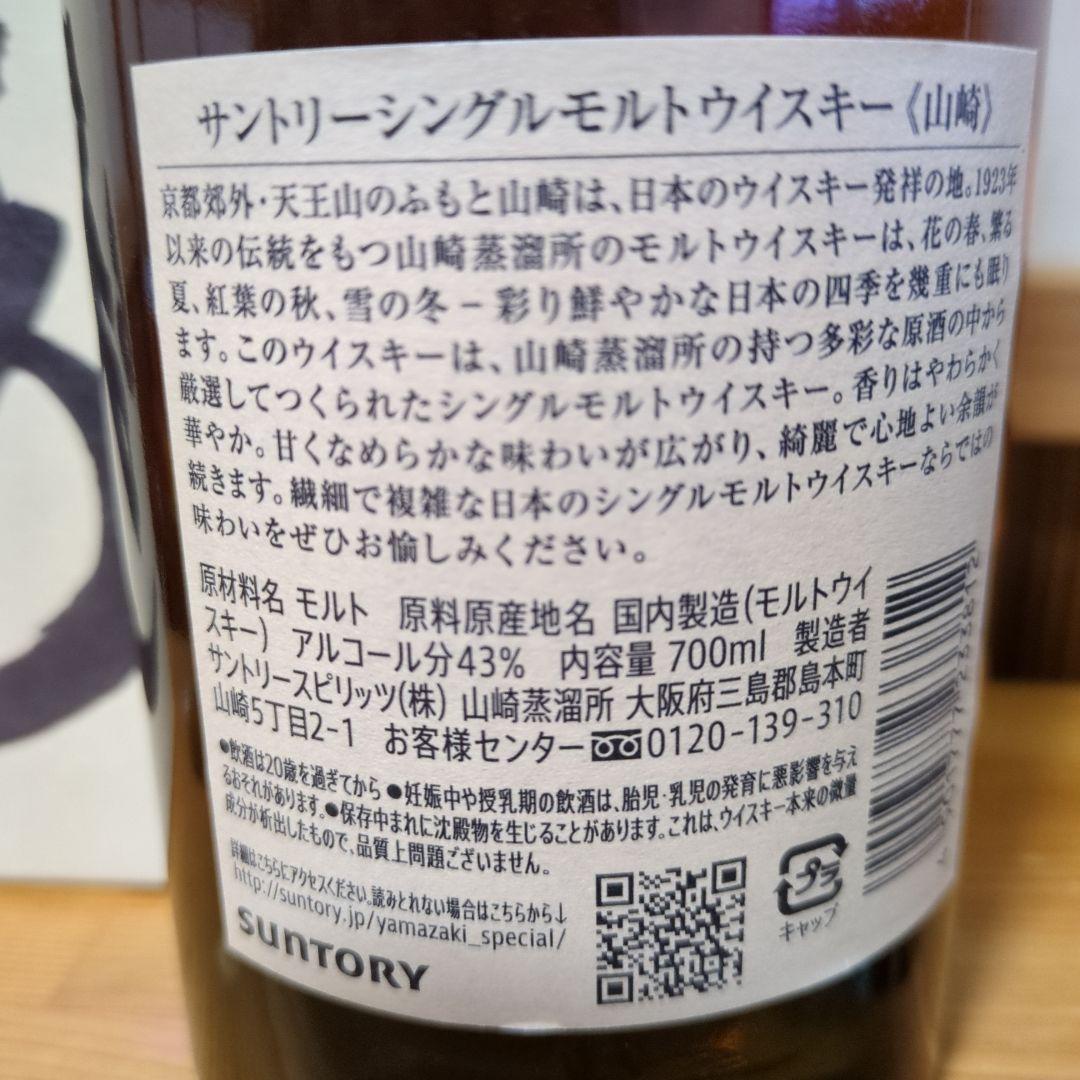 サントリーシングルモルトウイスキー《山崎》
京都郊外・天王山のふもと山崎は、日本のウイスキー発祥の地。1923年
以来の伝統をもつ山崎蒸溜所のモルトウイスキーは、花の春、繁る
夏、紅葉の秋、雪の冬－彩り鮮やかな日本の四季を幾重にも眠り
ます。このウイスキーは、山崎蒸溜所の持つ多彩な原酒の中から
厳選してつくられたシングルモルトウイスキー。香りはやわらかく
華やか。甘くなめらかな味わいが広がり、綺麗で心地よい余韻が
続きます。繊細で複雑な日本のシングルモルトウイスキーならではの
味わいをぜひお愉しみください。
原材料名 モルト 原料原産地名 国内製造(モルトウイ
スキー) アルコール分43% 内容量 700ml 製造者
サントリースピリッツ(株) 山崎蒸溜所 大阪府三島郡島本町
山崎5丁目2-1 お客様センター 0120-139-310
●飲酒は20歳を過ぎてから ●妊娠中や授乳期の飲酒は、胎児・乳児の発育に悪影響を与え
るおそれがあります。●保存中まれに沈殿物を生じることがあります。これは、ウイスキー本来の微量
成分が析出したもので、品質上問題ございません。
詳細はこちらにアクセスください。読みとれない場合はこちらから↓
http://suntory.jp/yamazaki_special/
SUNTORY
プラ
キャップ